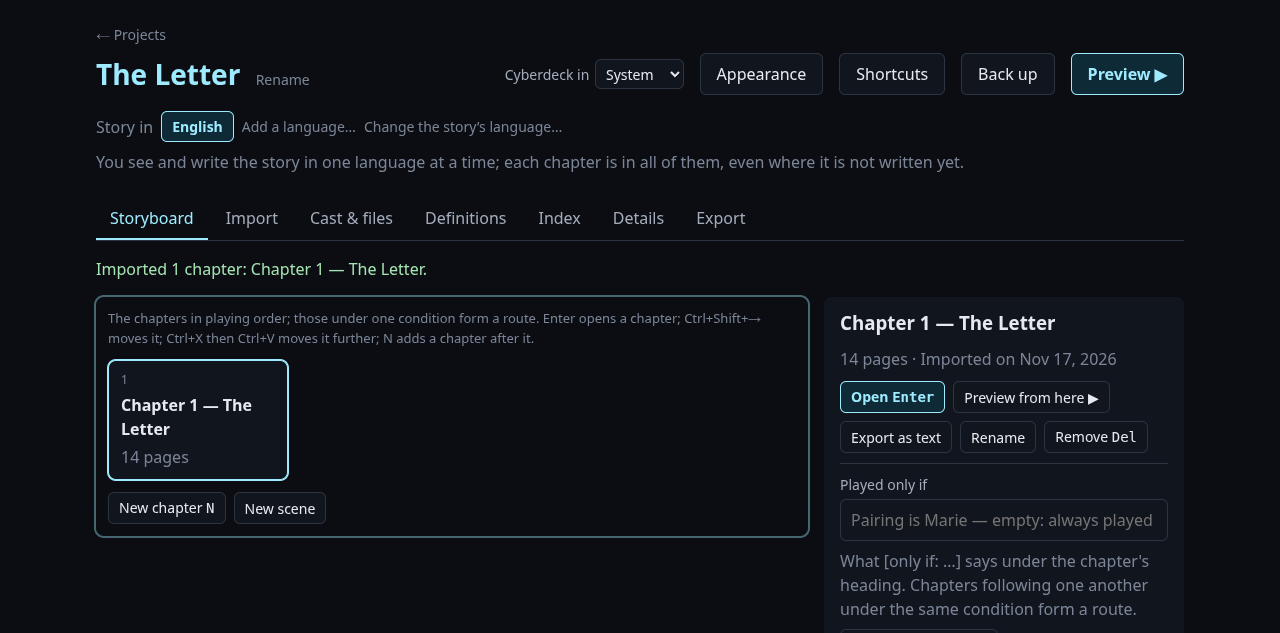 ← Projects
The Letter Rename
Cyberdeck in System Appearance Shortcuts Back up Preview ▶
Story in English Add a language… Change the story’s language…
You see and write the story in one language at a time; each chapter is in all of them, even where it is not written yet.
Storyboard Import Cast & files Definitions Index Details Export
Imported 1 chapter: Chapter 1 — The Letter.
The chapters in playing order; those under one condition form a route. Enter opens a chapter; Ctrl+Shift+→
moves it; Ctrl+X then Ctrl+V moves it further; N adds a chapter after it.
1
Chapter 1 — The
Letter
14 pages
New chapter N New scene
Chapter 1 — The Letter
14 pages · Imported on Nov 17, 2026
Open Enter Preview from here ▶
Export as text Rename Remove Del
Played only if
Pairing is Marie — empty: always played
What [only if: …] says under the chapter's
heading. Chapters following one another
under the same condition form a route.